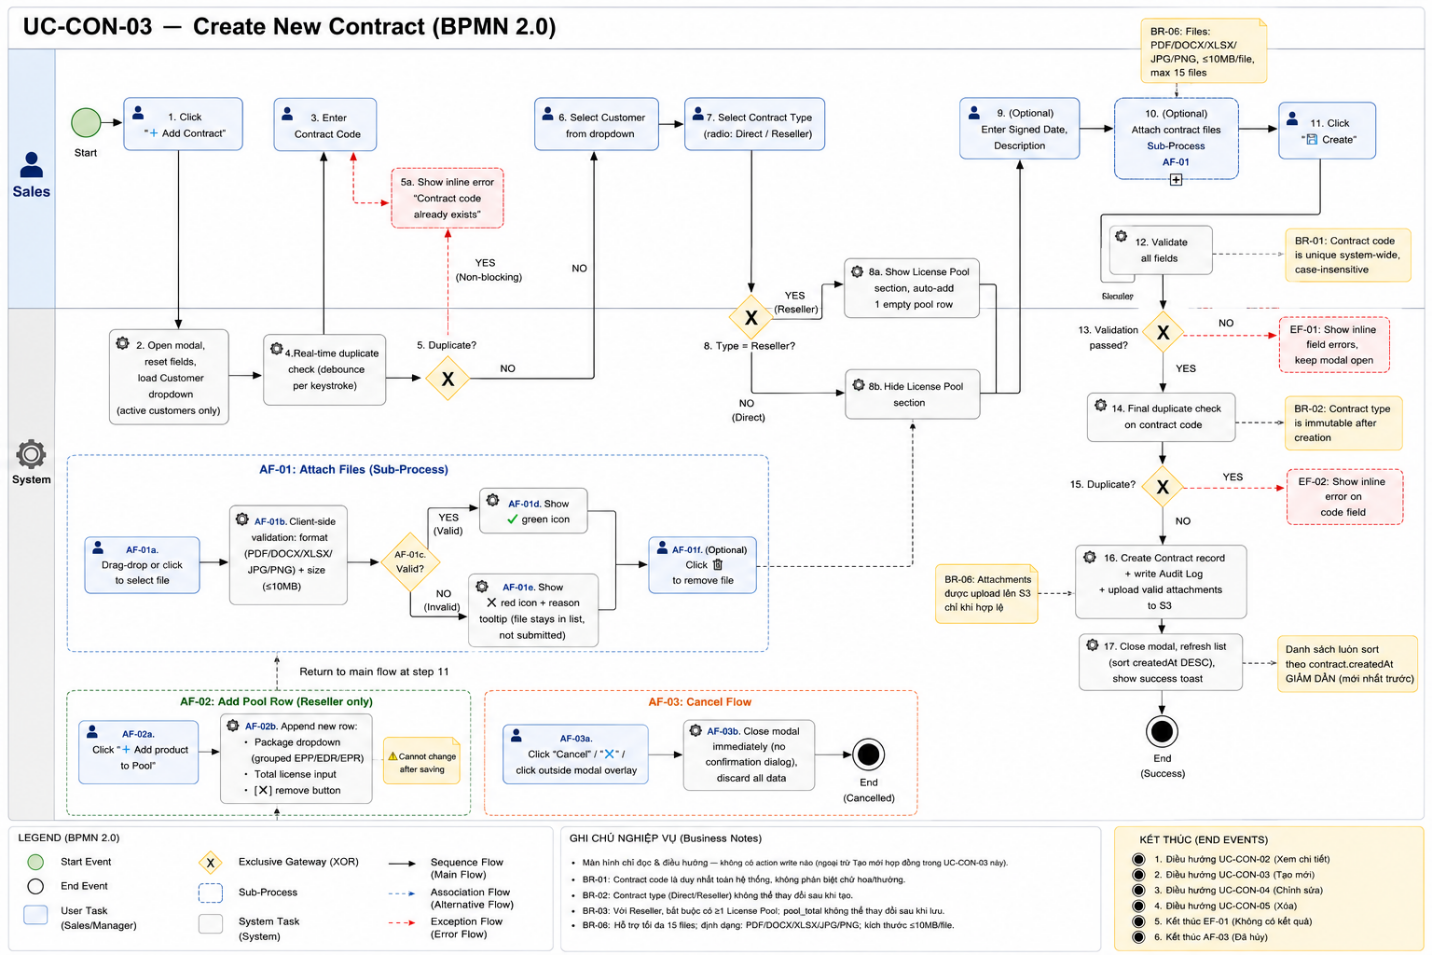 UC-CON-03 — Create New Contract (BPMN 2.0)
BR-06: Files:
PDF/DOCX/XLSX/
JPG/PNG, ≤10MB/file,
max 15 files
Sales
Start
1. Click
"+ Add Contract"
3. Enter
Contract Code
5a. Show inline error
"Contract code
already exists"
YES
(Non-blocking)
6. Select Customer
from dropdown
7. Select Contract Type
(radio: Direct / Reseller)
NO
9. (Optional)
Enter Signed Date,
Description
10. (Optional)
Attach contract files
Sub-Process
AF-01
11. Click
"💾 Create"
12. Validate
all fields
BR-01: Contract code
is unique system-wide,
case-insensitive
8a. Show License Pool
section, auto-add
1 empty pool row
YES
(Reseller)
X
8. Type = Reseller?
NO
(Direct)
8b. Hide License Pool
section
System
2. Open modal,
reset fields,
load Customer
dropdown
(active customers only)
4.Real-time duplicate
check (debounce
per keystroke)
5. Duplicate?
X
NO
13. Validation
passed?
X
NO
EF-01: Show inline
field errors,
keep modal open
YES
14. Final duplicate check
on contract code
BR-02: Contract type
is immutable after
creation
15. Duplicate?
X
YES
EF-02: Show inline
error on
code field
NO
16. Create Contract record
+ write Audit Log
+ upload valid attachments
to S3
BR-06: Attachments
được upload lên S3
chỉ khi hợp lệ
17. Close modal, refresh list
(sort createdAt DESC),
show success toast
Danh sách luôn sort
theo contract.createdAt
GIẢM DẦN (mới nhất trước)
End
(Success)
AF-01: Attach Files (Sub-Process)
AF-01a.
Drag-drop or click
to select file
AF-01b. Client-side
validation: format
(PDF/DOCX/XLSX/
JPG/PNG) + size
(≤10MB)
AF-01c.
Valid?
YES
(Valid)
AF-01d. Show
✓ green icon
NO
(Invalid)
AF-01e. Show
X red icon + reason
tooltip (file stays in list,
not submitted)
AF-01f. (Optional)
Click 🗑
to remove file
Return to main flow at step 11
AF-02: Add Pool Row (Reseller only)
AF-02a.
Click "+ Add product
to Pool"
AF-02b. Append new row:
• Package dropdown
(grouped EPP/EDR/EPR)
• Total license input
• [X] remove button
⚠ Cannot change
after saving
AF-03: Cancel Flow
AF-03a.
Click "Cancel" / "X" /
click outside modal overlay
AF-03b. Close modal
immediately (no
confirmation dialog),
discard all data
End
(Cancelled)
LEGEND (BPMN 2.0)
Start Event
End Event
User Task
(Sales/Manager)
X
Exclusive Gateway (XOR)
Sub-Process
System Task
(System)
Sequence Flow
(Main Flow)
Association Flow
(Alternative Flow)
Exception Flow
(Error Flow)
GHI CHÚ NGHIỆP VỤ (Business Notes)
• Màn hình chỉ đọc & điều hướng — không có action write nào (ngoại trừ Tạo mới hợp đồng trong UC-CON-03 này).
• BR-01: Contract code là duy nhất toàn hệ thống, không phân biệt chữ hoa/thường.
• BR-02: Contract type (Direct/Reseller) không thể thay đổi sau khi tạo.
• BR-03: Với Reseller, bắt buộc có ≥1 License Pool; pool_total không thể thay đổi sau khi lưu.
• BR-06: Hỗ trợ tối đa 15 files; định dạng: PDF/DOCX/XLSX/JPG/PNG; kích thước ≤10MB/file.
KẾT THÚC (END EVENTS)
1. Điều hướng UC-CON-02 (Xem chi tiết)
2. Điều hướng UC-CON-03 (Tạo mới)
3. Điều hướng UC-CON-04 (Chỉnh sửa)
4. Điều hướng UC-CON-05 (Xóa)
5. Kết thúc EF-01 (Không có kết quả)
6. Kết thúc AF-03 (Đã hủy)